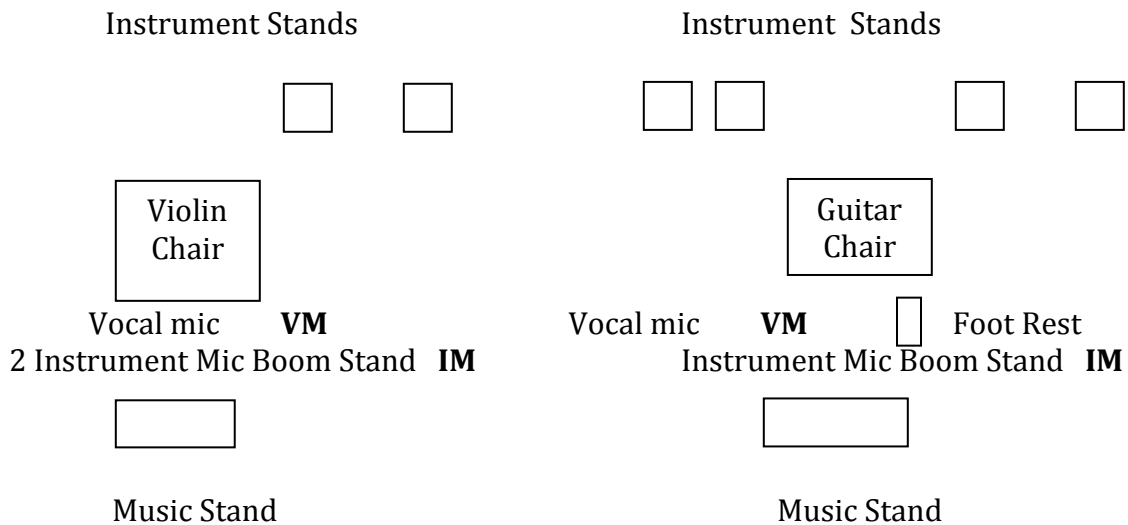 Instrument Stands Instrument Stands
Violin Guitar
Chair Chair
Vocal mic VM Vocal mic VM Foot Rest
2 Instrument Mic Boom Stand IM Instrument Mic Boom Stand IM
Music Stand Music Stand